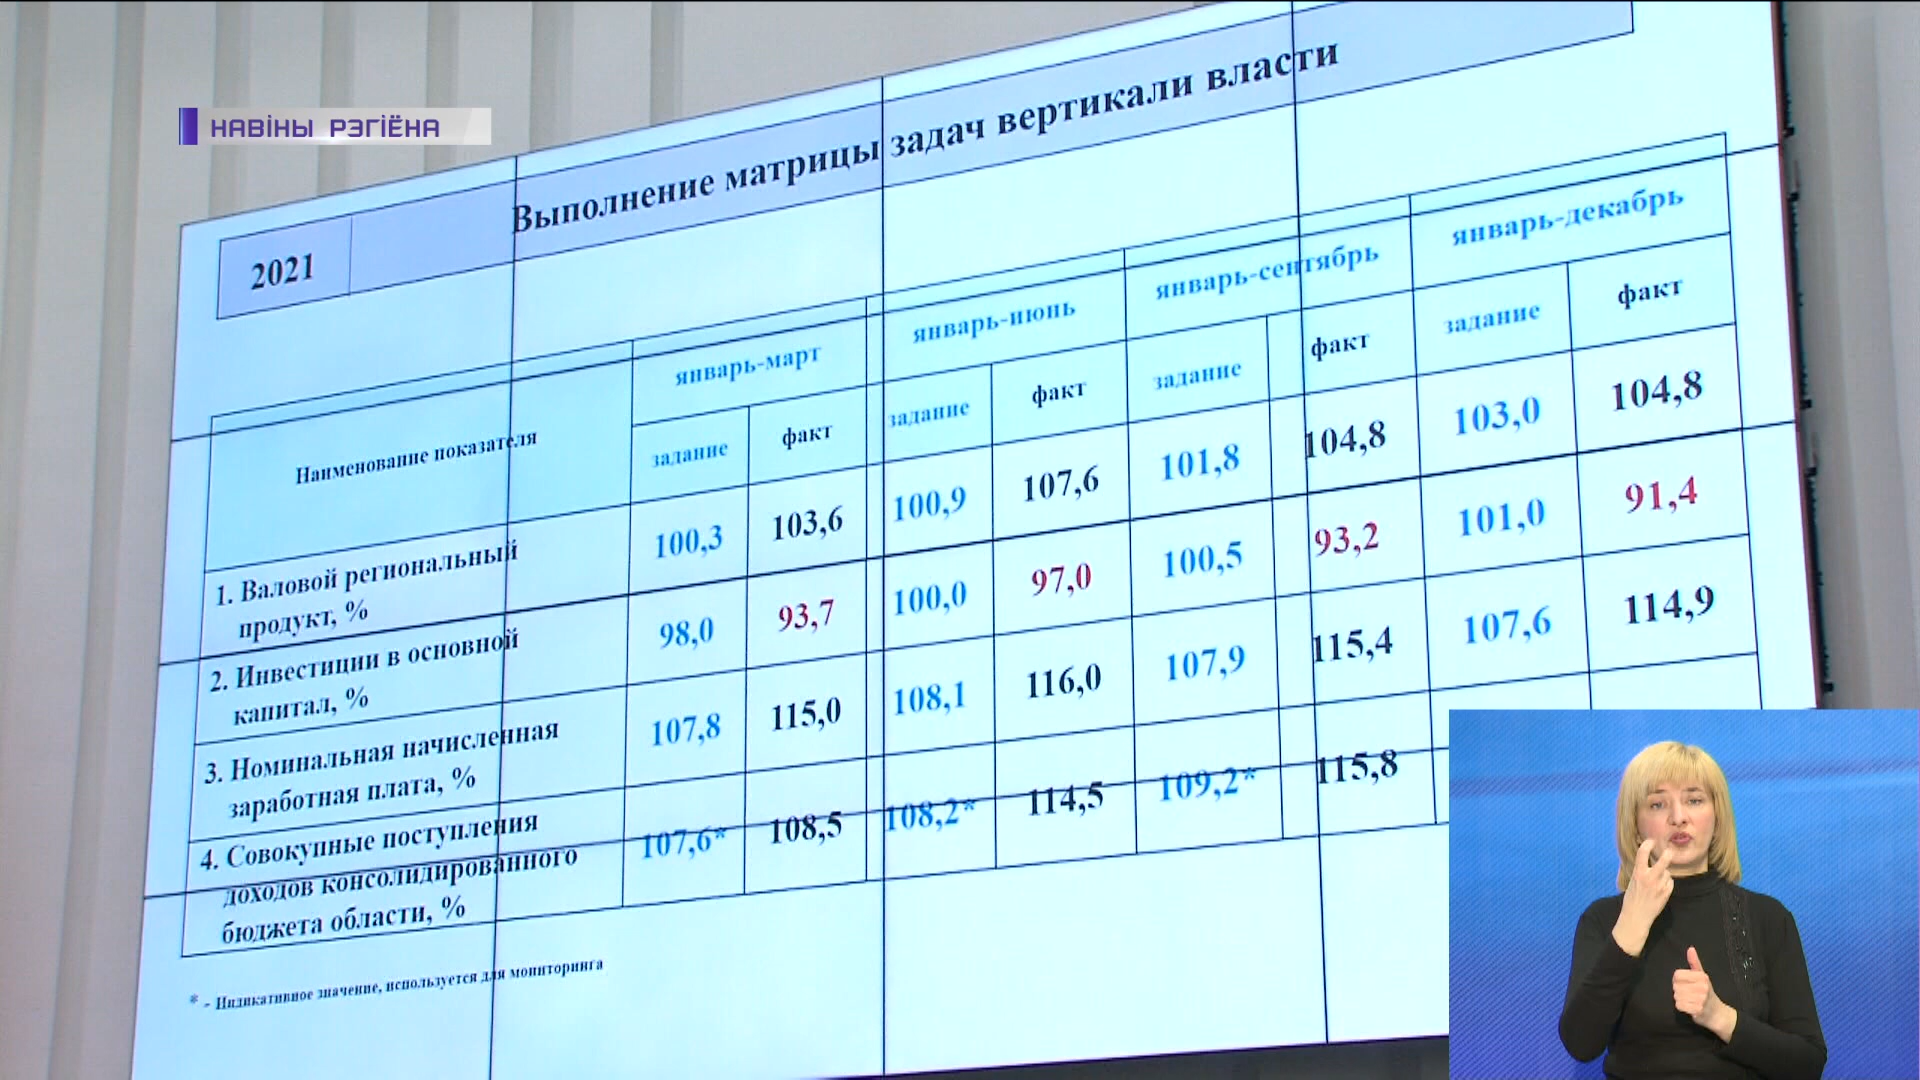 НАВІНЫ РЭГІЁНА
2021
Выполнение матрицы задач вертикали власти
Наименование показателя
январь-март
январь-июнь
январь-сентябрь
январь-декабрь
задание факт задание факт задание факт задание факт
1. Валовой региональный
продукт, %
100,3 103,6 100,9 107,6 101,8 104,8 103,0 104,8
2. Инвестиции в основной
капитал, %
98,0 93,7 100,0 97,0 100,5 93,2 101,0 91,4
3. Номинальная начисленная
заработная плата, %
107,8 115,0 108,1 116,0 107,9 115,4 107,6 114,9
4. Совокупные поступления
доходов консолидированного
бюджета области, %
107,6* 108,5 108,2* 114,5 109,2* 115,8
* - Индикативное значение, используется для мониторинга